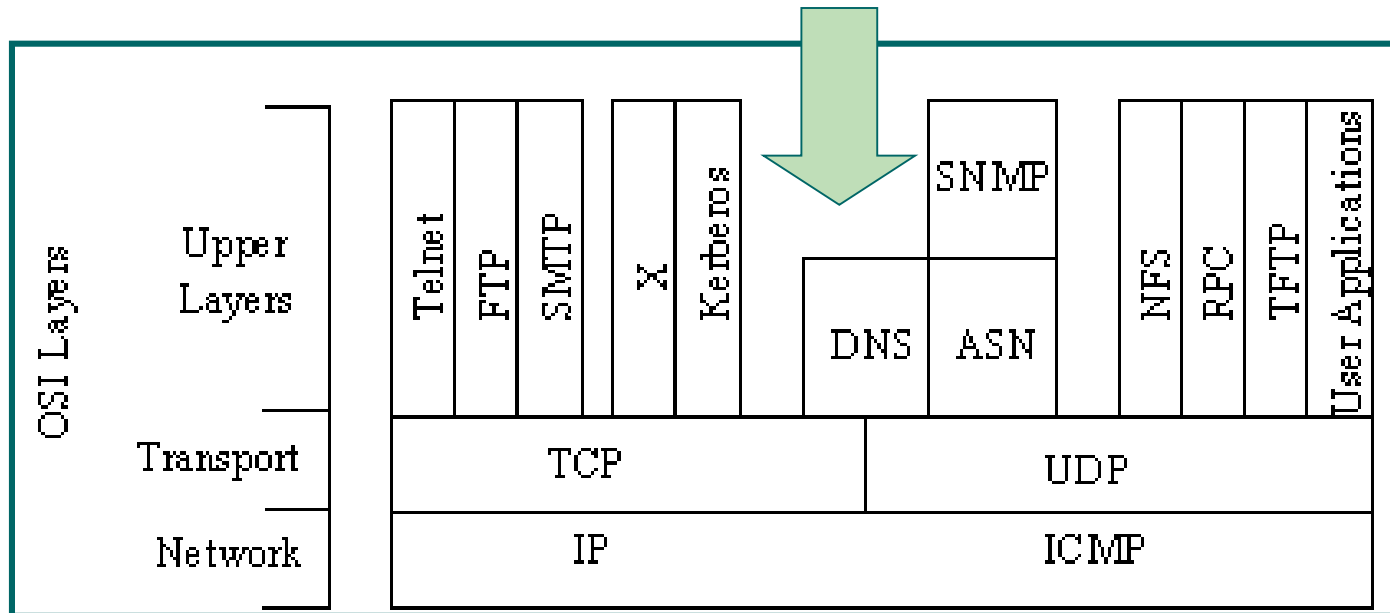 OSI Layers
Upper
Layers
Transport
Network
Telnet
FTP
SMTP
X
Kerberos
DNS
SNMP
ASN
NFS
RPC
TFTP
User Applications
TCP
UDP
IP
ICMP